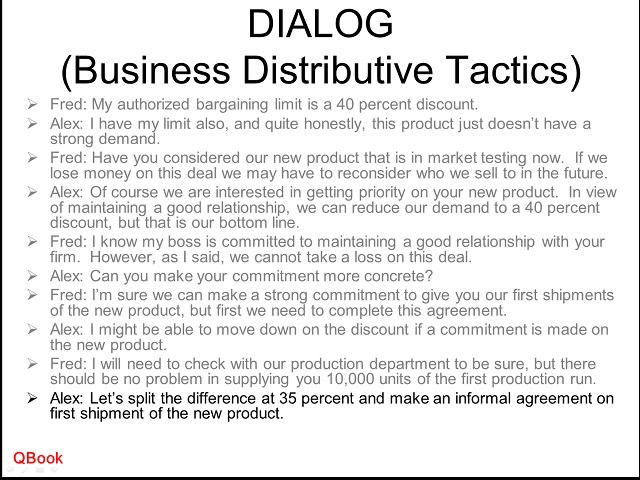 DIALOG
(Business Distributive Tactics)
➢ Fred: My authorized bargaining limit is a 40 percent discount.
➢ Alex: I have my limit also, and quite honestly, this product just doesn’t have a
strong demand.
➢ Fred: Have you considered our new product that is in market testing now.  If we
lose money on this deal we may have to reconsider who we sell to in the future.
➢ Alex: Of course we are interested in getting priority on your new product.  In view
of maintaining a good relationship, we can reduce our demand to a 40 percent
discount, but that is our bottom line.
➢ Fred: I know my boss is committed to maintaining a good relationship with your
firm.  However, as I said, we cannot take a loss on this deal.
➢ Alex: Can you make your commitment more concrete?
➢ Fred: I’m sure we can make a strong commitment to give you our first shipments
of the new product, but first we need to complete this agreement.
➢ Alex: I might be able to move down on the discount if a commitment is made on
the new product.
➢ Fred: I will need to check with our production department to be sure, but there
should be no problem in supplying you 10,000 units of the first production run.
➢ Alex: Let’s split the difference at 35 percent and make an informal agreement on
first shipment of the new product.
QBook